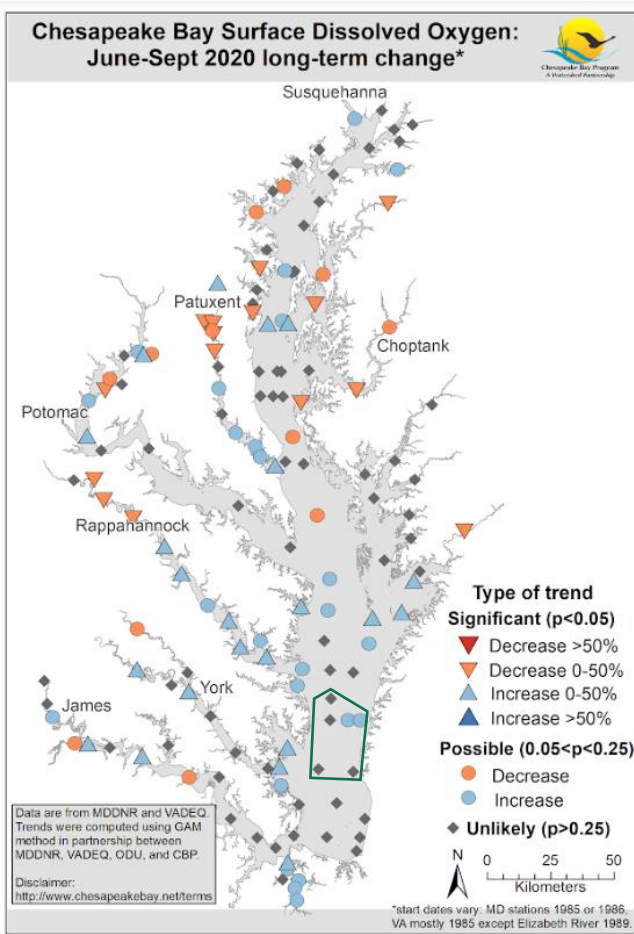 Chesapeake Bay Surface Dissolved Oxygen:
June-Sept 2020 long-term change*
Chesapeake Bay Program
A Watershed Partnership
Susquehanna
Patuxent
Choptank
Potomac
Rappahannock
York
James
Type of trend
Significant (p<0.05)
Decrease >50%
Decrease 0-50%
Increase 0-50%
Increase >50%
Possible (0.05<p<0.25)
Decrease
Increase
Unlikely (p>0.25)
N
0 25 50
Kilometers
Data are from MDDNR and VADEQ.
Trends were computed using GAM
method in partnership between
MDDNR, VADEQ, ODU, and CBP.
Disclaimer:
http://www.chesapeakebay.net/terms
*start dates vary: MD stations 1985 or 1986,
VA mostly 1985 except Elizabeth River 1989.